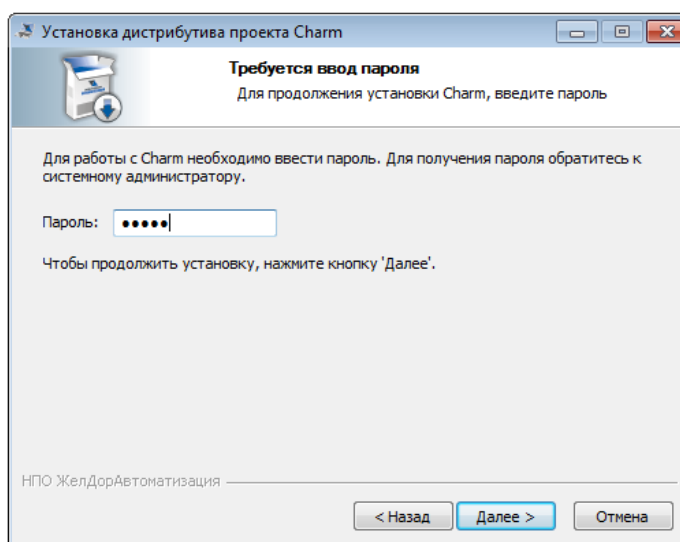 Установка дистрибутива проекта Charm
Требуется ввод пароля
Для продолжения установки Charm, введите пароль
Для работы с Charm необходимо ввести пароль. Для получения пароля обратитесь к
системному администратору.
Пароль: •••••
Чтобы продолжить установку, нажмите кнопку 'Далее'.
НПО ЖелДорАвтоматизация
< Назад Далее > Отмена